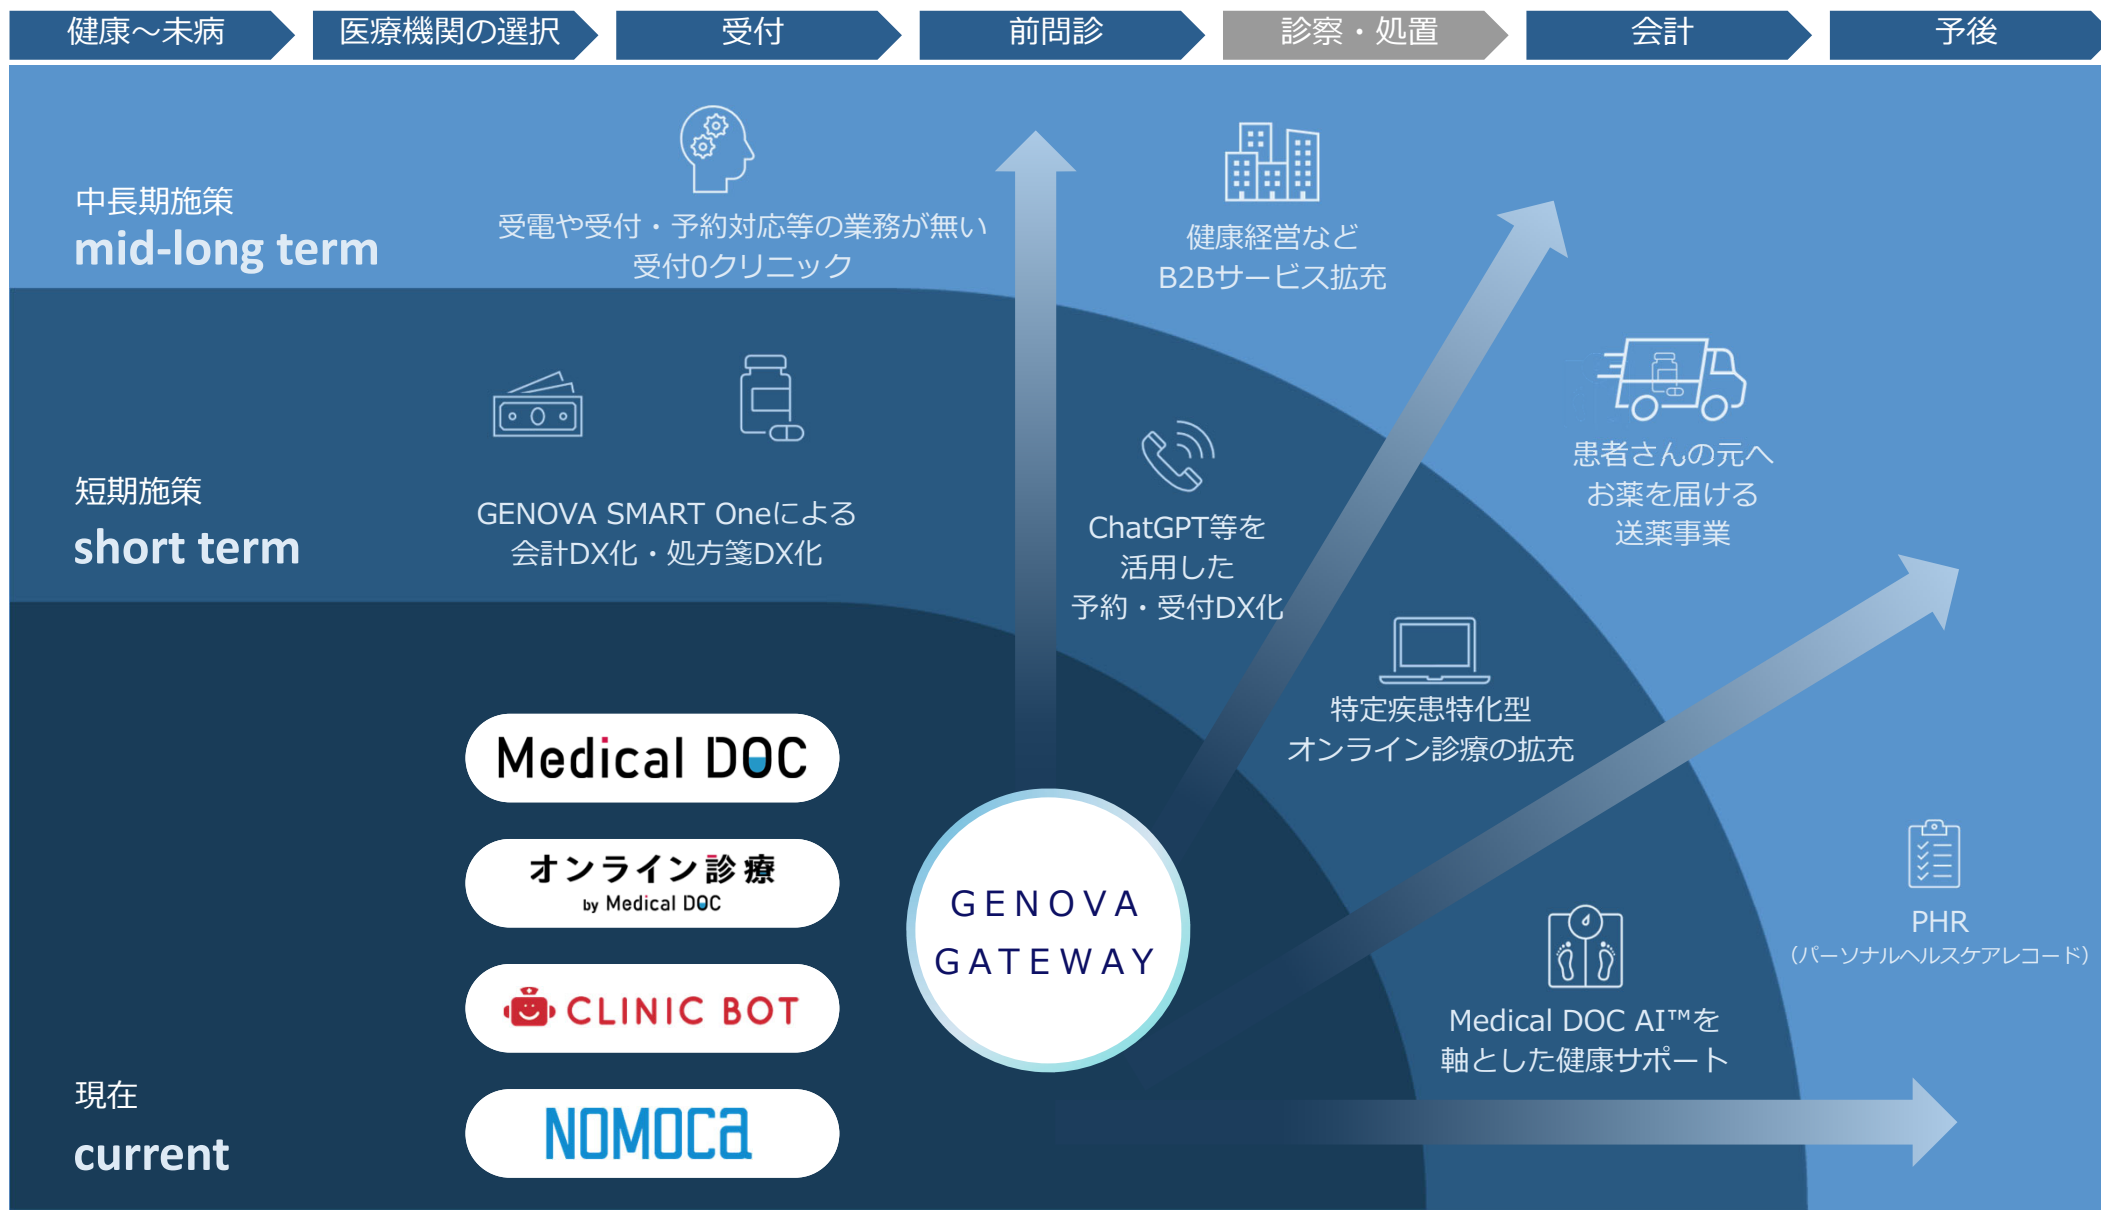 健康～未病
医療機関の選択
受付
前問診
診察・処置
会計
予後
中長期施策
mid-long term
受電や受付・予約対応等の業務が無い
受付0クリニック
健康経営など
B2Bサービス拡充
患者さんの元へ
お薬を届ける
送薬事業
PHR
（パーソナルヘルスケアレコード）
短期施策
short term
GENOVA SMART Oneによる
会計DX化・処方箋DX化
ChatGPT等を
活用した
予約・受付DX化
特定疾患特化型
オンライン診療の拡充
Medical DOC AI™を
軸とした健康サポート
現在
current
Medical DOC
オンライン診療
by Medical DOC
CLINIC BOT
NOMOCa
GENOVA
GATEWAY